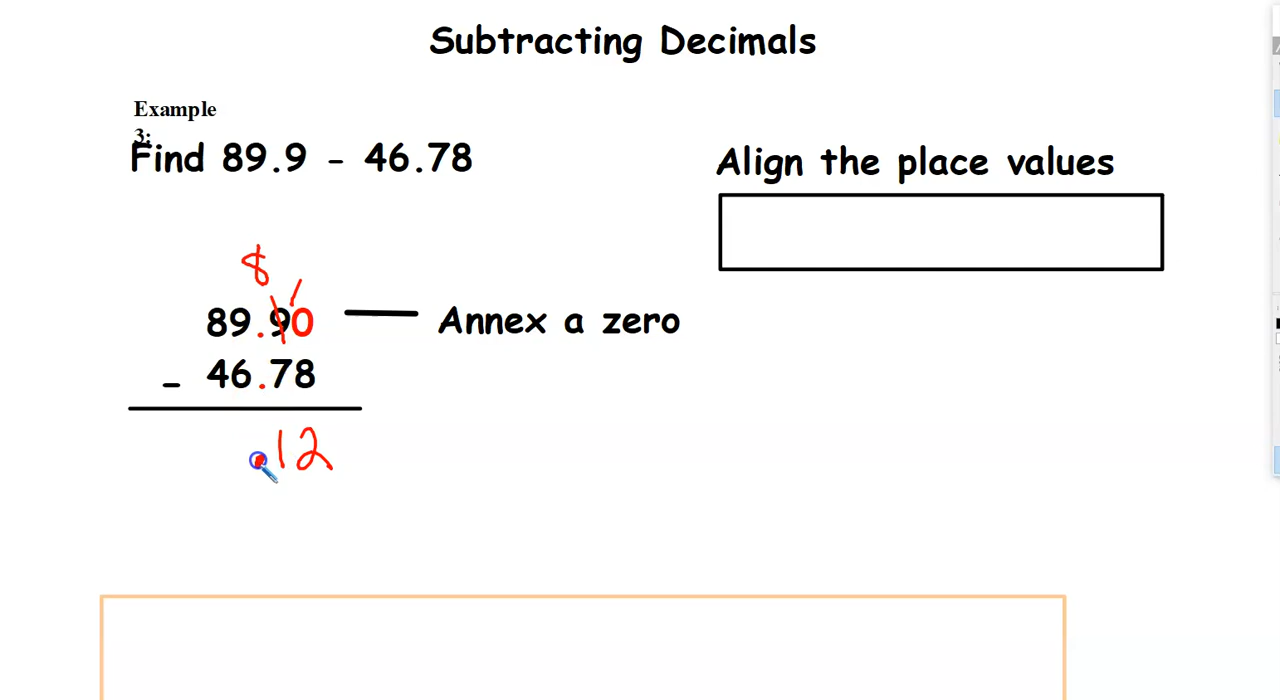 Subtracting Decimals
Example
3:
Find 89.9 - 46.78
Align the place values
8
89.90 Annex a zero
- 46.78
.12